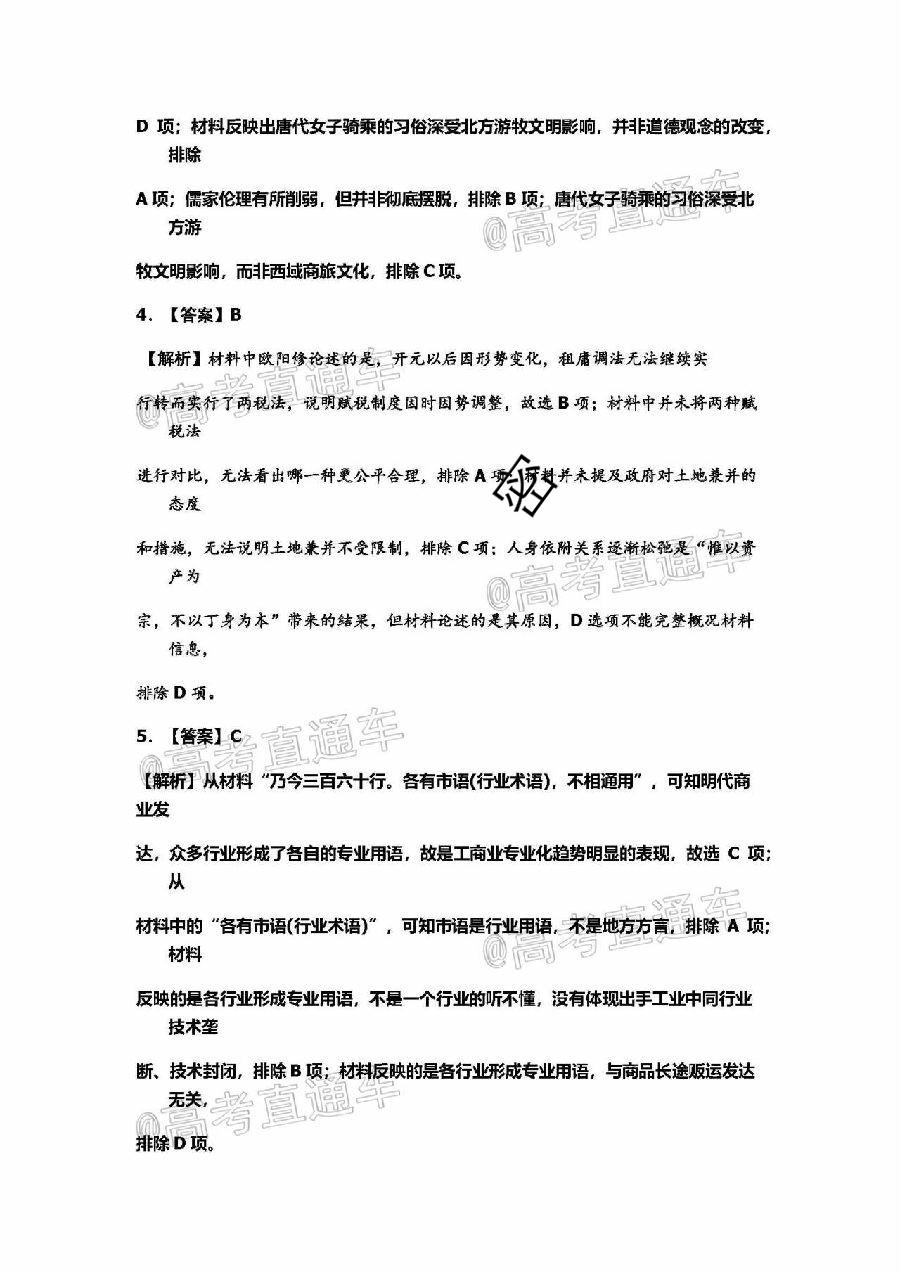 D 项；材料反映出唐代女子骑乘的习俗深受北方游牧文明影响，并非道德观念的改变，
排除
A 项；儒家伦理有所削弱，但并非彻底摆脱，排除 B 项；唐代女子骑乘的习俗深受北
方游
牧文明影响，而非西域商旅文化，排除 C 项。
@高考直通车
4．【答案】B
【解析】材料中欧阳修论述的是，开元以后因形势变化，租庸调法无法继续实
@高考直通车
行转而实行了两税法，说明赋税制度因时因势调整，故选 B 项；材料中并未将两种赋
税法
进行对比，无法看出哪一种更公平合理，排除 A 项；材料并未提及政府对土地兼并的
密
态度
和措施，无法说明土地兼并不受限制，排除 C 项；人身依附关系逐渐松弛是“惟以资
产为
@高考直通车
宗，不以丁身为本”带来的结果，但材料论述的是其原因，D 选项不能完整概况材料
信息，
排除 D 项。
5．【答案】C
@高考直通车
【解析】从材料“乃今三百六十行。各有市语(行业术语)，不相通用”，可知明代商
业发
达，众多行业形成了各自的专业用语，故是工商业专业化趋势明显的表现，故选 C 项；
从
材料中的“各有市语(行业术语)”，可知市语是行业用语，不是地方方言，排除 A 项；
材料
@高考直通车
反映的是各行业形成专业用语，不是一个行业的听不懂，没有体现出手工业中同行业
技术垄
断、技术封闭，排除 B 项；材料反映的是各行业形成专业用语，与商品长途贩运发达
无关，
@高考直通车
排除 D 项。